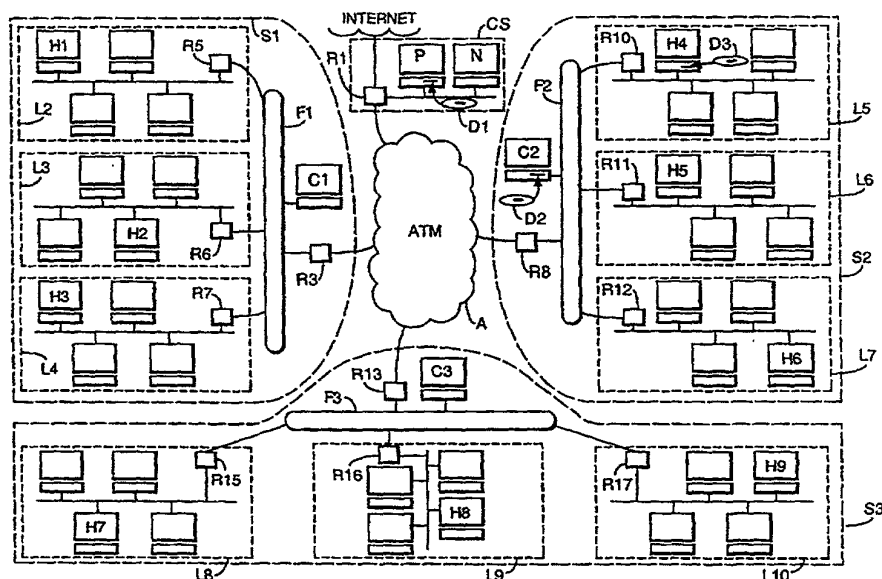 INTERNET
CS
S1
H1
R5
R1
P
N
R10
H4
D3
F1
F2
L2
D1
L5
L3
C1
C2
R11
H5
L6
H2
R6
ATM
D2
R3
R8
S2
H3
R7
R12
A
L4
H6
L7
R13
C3
F3
R15
R16
R17
H9
H7
H8
S3
L8
L9
L10